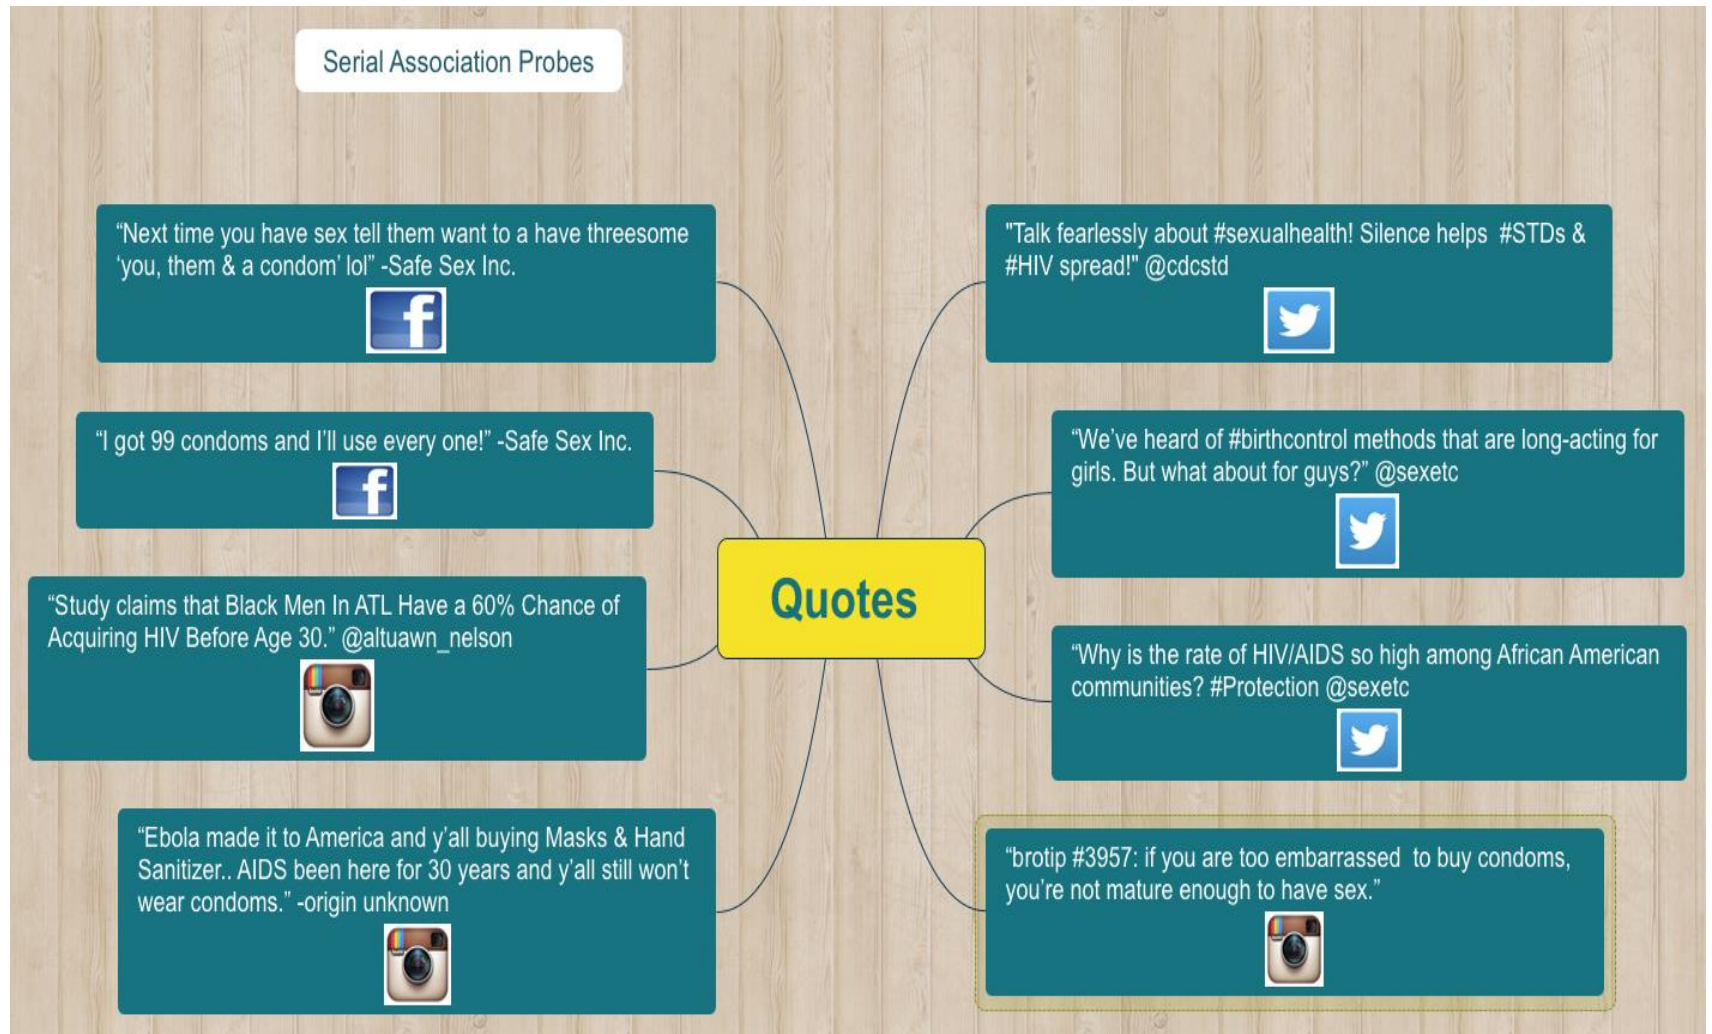 Serial Association Probes
“Next time you have sex tell them want to a have threesome
‘you, them & a condom’ lol” -Safe Sex Inc.
"Talk fearlessly about #sexualhealth! Silence helps  #STDs &
#HIV spread!" @cdcstd
“I got 99 condoms and I’ll use every one!” -Safe Sex Inc.
“We’ve heard of #birthcontrol methods that are long-acting for
girls. But what about for guys?” @sexetc
Quotes
“Study claims that Black Men In ATL Have a 60% Chance of
Acquiring HIV Before Age 30.” @altuawn_nelson
“Why is the rate of HIV/AIDS so high among African American
communities? #Protection @sexetc
“Ebola made it to America and y’all buying Masks & Hand
Sanitizer.. AIDS been here for 30 years and y’all still won’t
wear condoms.” -origin unknown
“brotip #3957: if you are too embarrassed  to buy condoms,
you’re not mature enough to have sex.”